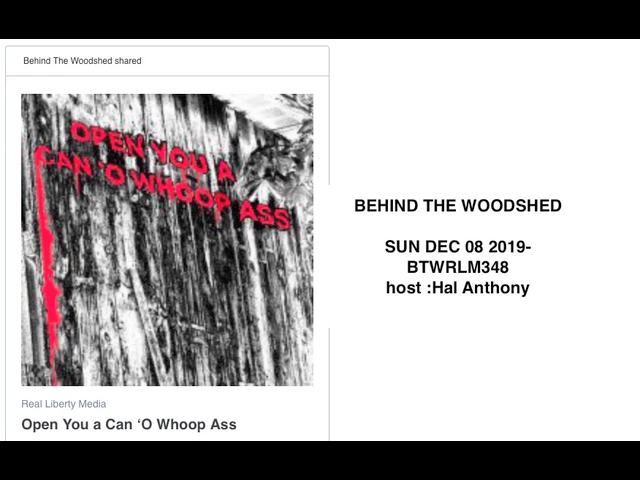 Behind The Woodshed shared
OPEN YOU A
CAN 'O WHOOP ASS
Real Liberty Media
Open You a Can ‘O Whoop Ass
BEHIND THE WOODSHED
SUN DEC 08 2019-
BTWRLM348
host :Hal Anthony